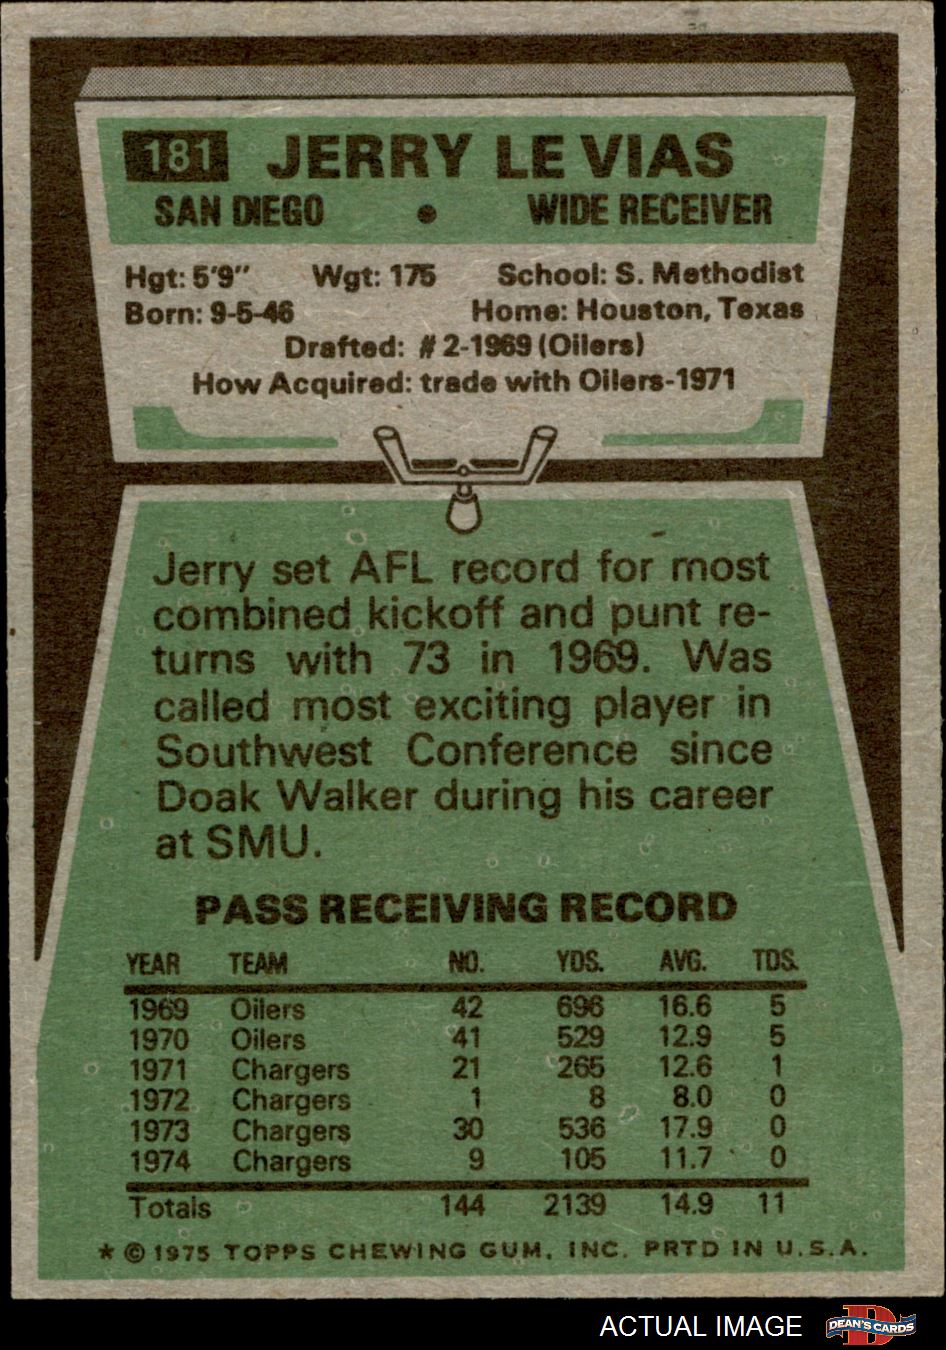 181 JERRY LE VIAS
SAN DIEGO • WIDE RECEIVER
Hgt: 5'9" Wgt: 175 School: S. Methodist
Born: 9-5-46 Home: Houston, Texas
Drafted: #2-1969 (Oilers)
How Acquired: trade with Oilers-1971
Jerry set AFL record for most
combined kickoff and punt re-
turns with 73 in 1969. Was
called most exciting player in
Southwest Conference since
Doak Walker during his career
at SMU.
PASS RECEIVING RECORD
YEAR TEAM NO. YDS. AVG. TDS.
1969 Oilers 42 696 16.6 5
1970 Oilers 41 529 12.9 5
1971 Chargers 21 265 12.6 1
1972 Chargers 1 8 8.0 0
1973 Chargers 30 536 17.9 0
1974 Chargers 9 105 11.7 0
Totals 144 2139 14.9 11
* © 1975 TOPPS CHEWING GUM, INC. PRTD IN U.S.A.
ACTUAL IMAGE D DEAN'S CARDS